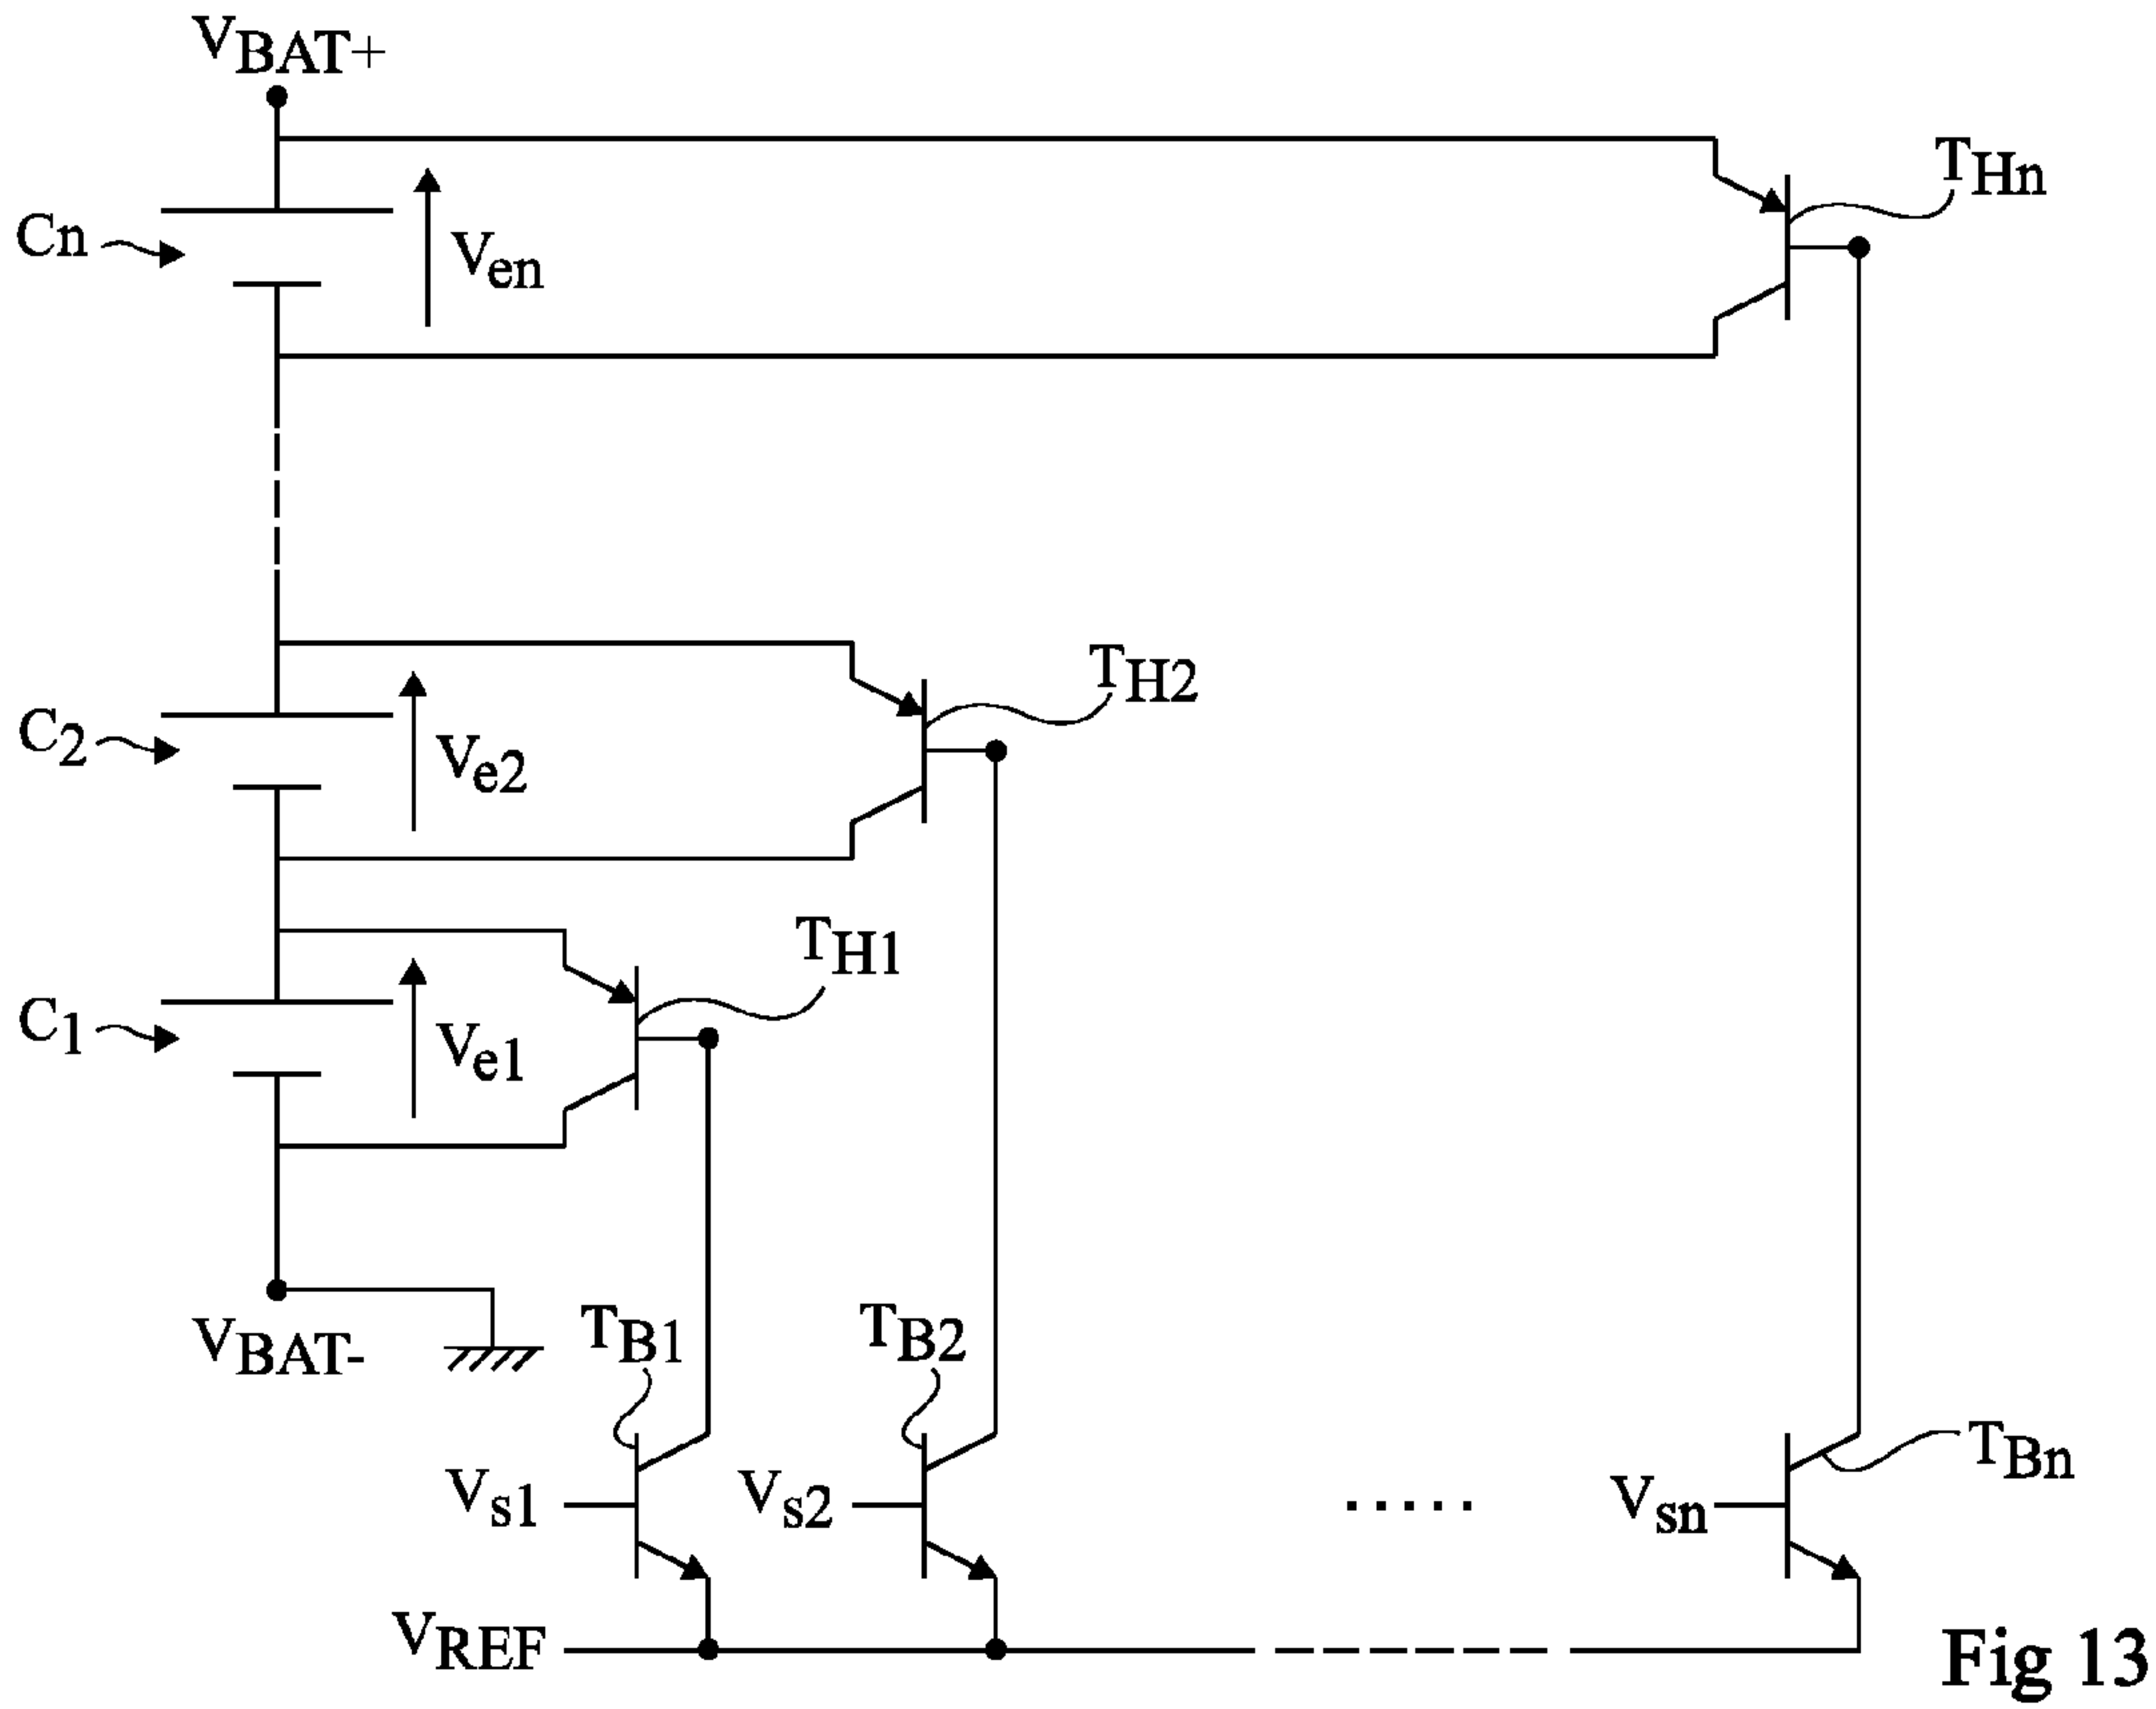 VBAT+
THn
Cn
Ven
TH2
C2
Ve2
TH1
C1
Ve1
VBAT-
TB1
TB2
TBn
Vs1
Vs2
.....
Vsn
VREF
Fig 13